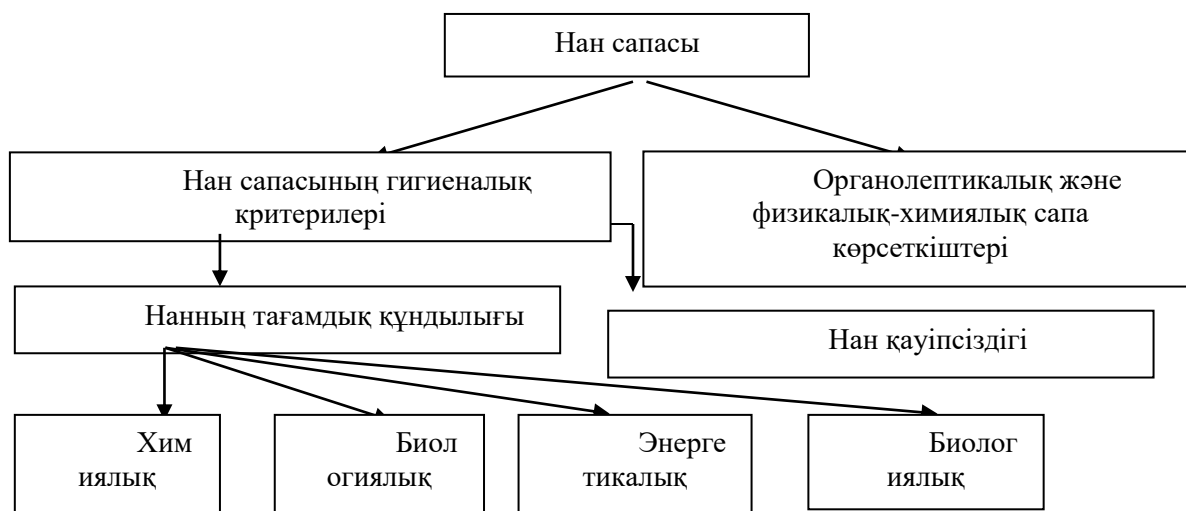 Нан сапасы
Нан сапасының гигиеналық
критерилері
Органолептикалық және
физикалық-химиялық сапа
көрсеткіштері
Нанның тағамдық құндылығы
Нан қауіпсіздігі
Хим
иялық
Биол
огиялық
Энерге
тикалық
Биолог
иялық